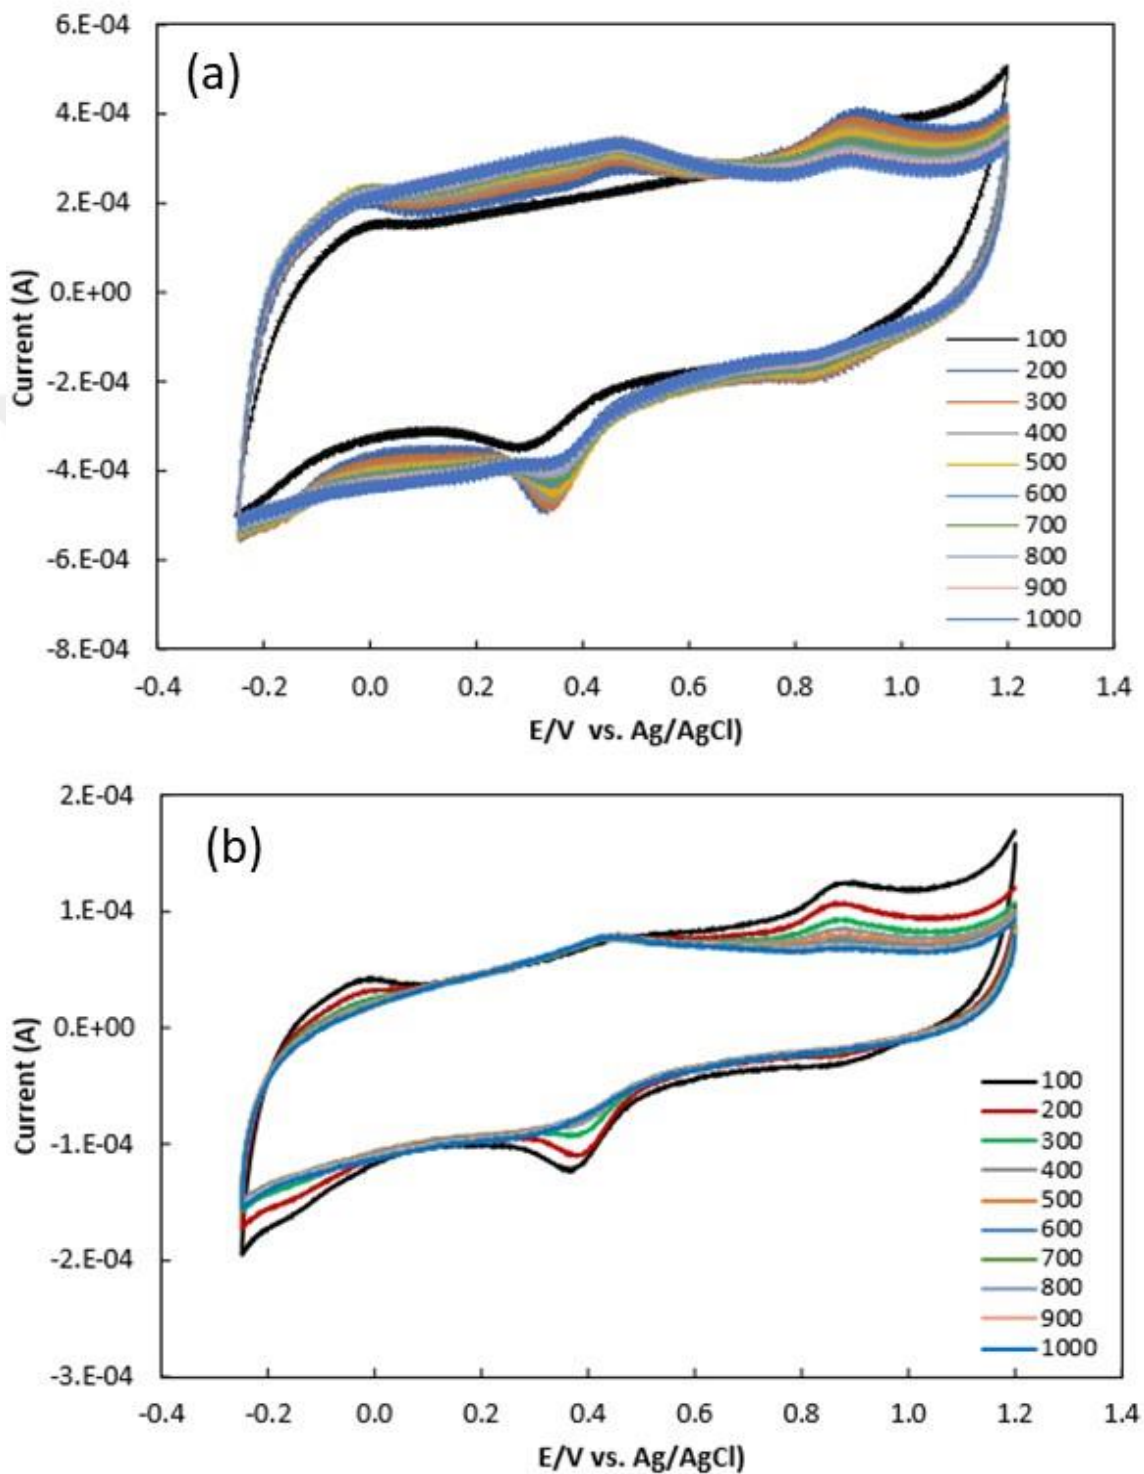 6.E-04
(a)
4.E-04
2.E-04
0.E+00
-2.E-04
-4.E-04
-6.E-04
-8.E-04
Current (A)
100
200
300
400
500
600
700
800
900
1000
-0.4 -0.2 0.0 0.2 0.4 0.6 0.8 1.0 1.2 1.4
E/V vs. Ag/AgCl)
2.E-04
(b)
1.E-04
0.E+00
-1.E-04
-2.E-04
-3.E-04
Current (A)
100
200
300
400
500
600
700
800
900
1000
-0.4 -0.2 0.0 0.2 0.4 0.6 0.8 1.0 1.2 1.4
E/V vs. Ag/AgCl)